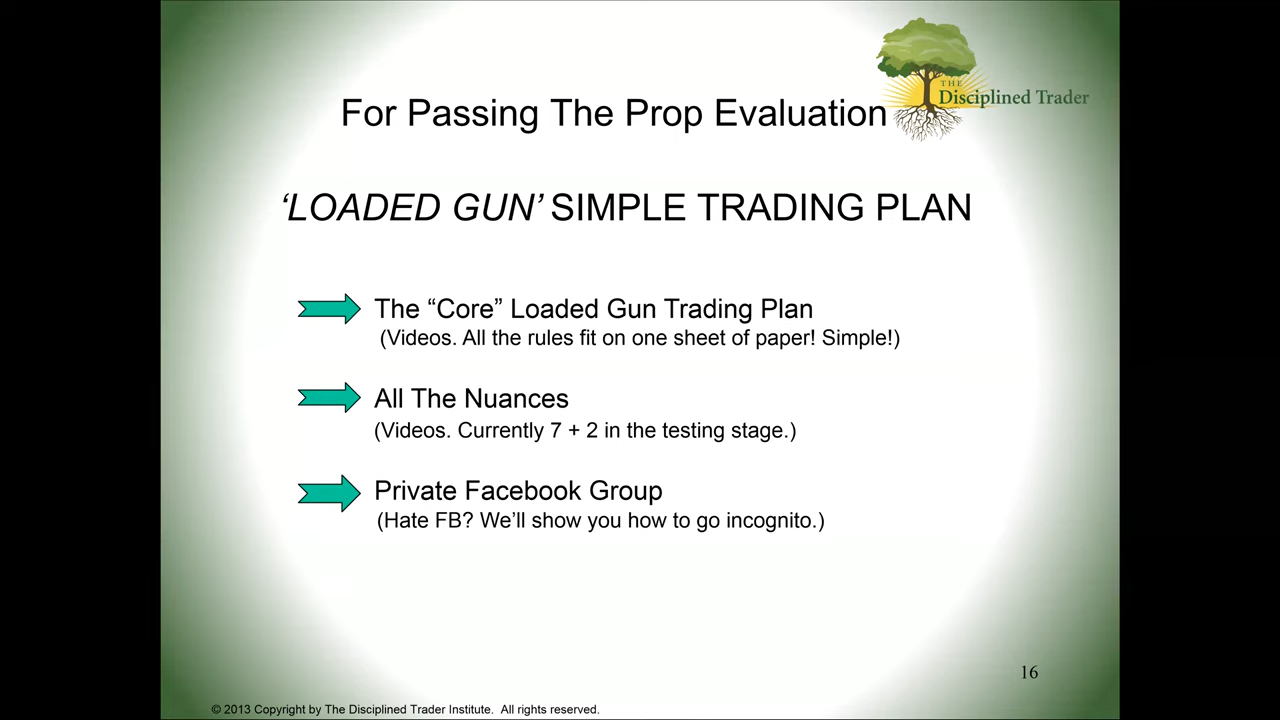 THE
Disciplined Trader
For Passing The Prop Evaluation
‘LOADED GUN’ SIMPLE TRADING PLAN
The “Core” Loaded Gun Trading Plan
(Videos. All the rules fit on one sheet of paper! Simple!)
All The Nuances
(Videos. Currently 7 + 2 in the testing stage.)
Private Facebook Group
(Hate FB? We’ll show you how to go incognito.)
16
© 2013 Copyright by The Disciplined Trader Institute. All rights reserved.